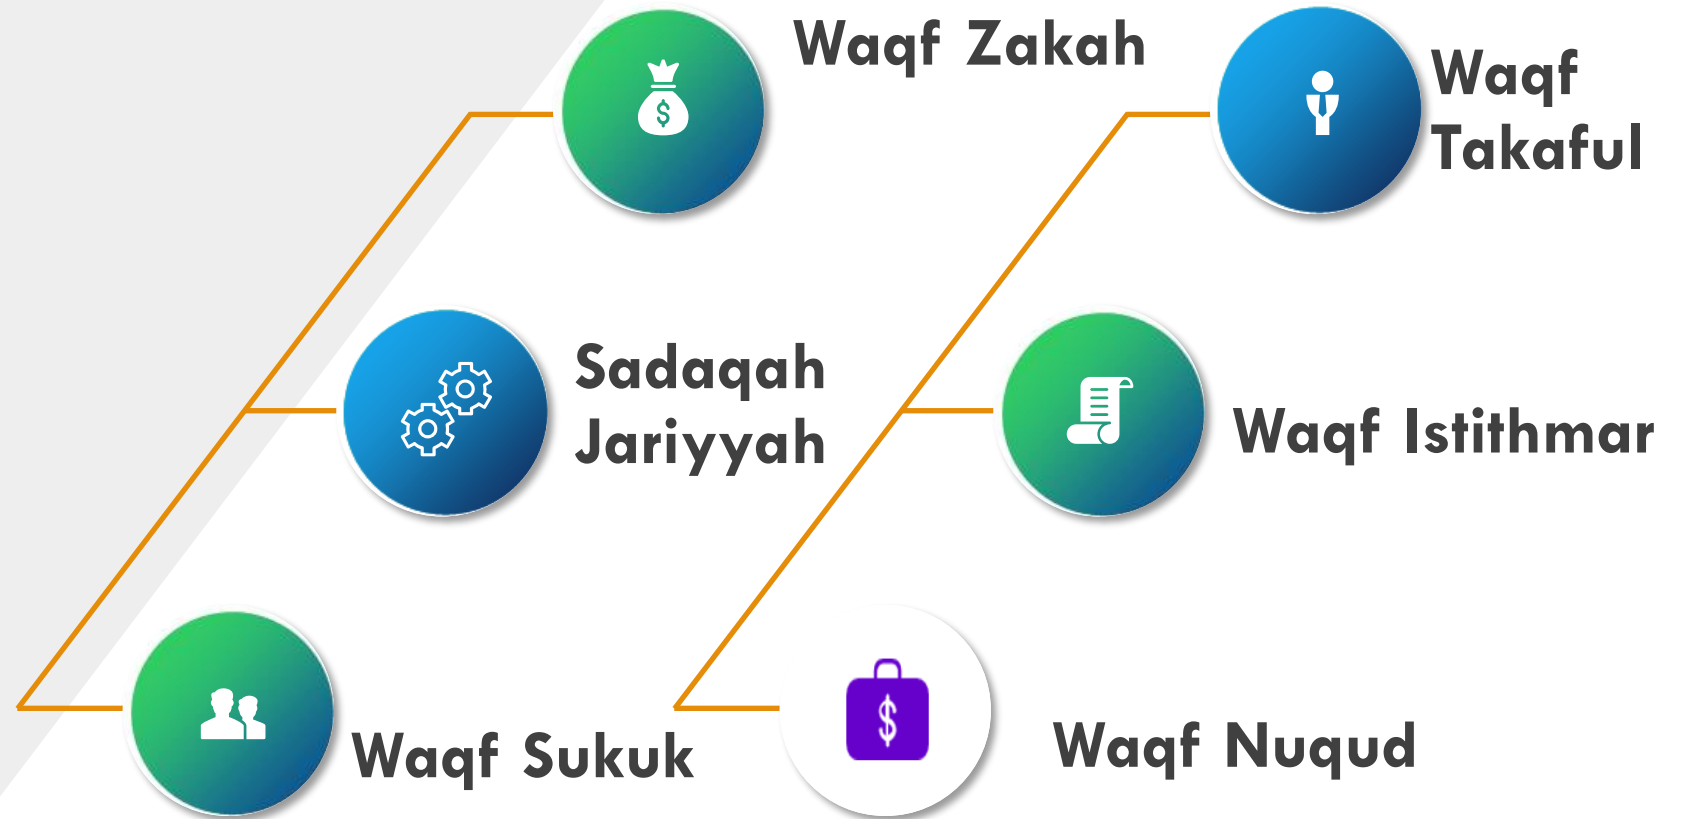 Waqf Zakah
Sadaqah
Jariyyah
Waqf Sukuk
Waqf
Takaful
Waqf Istithmar
Waqf Nuqud
$
$